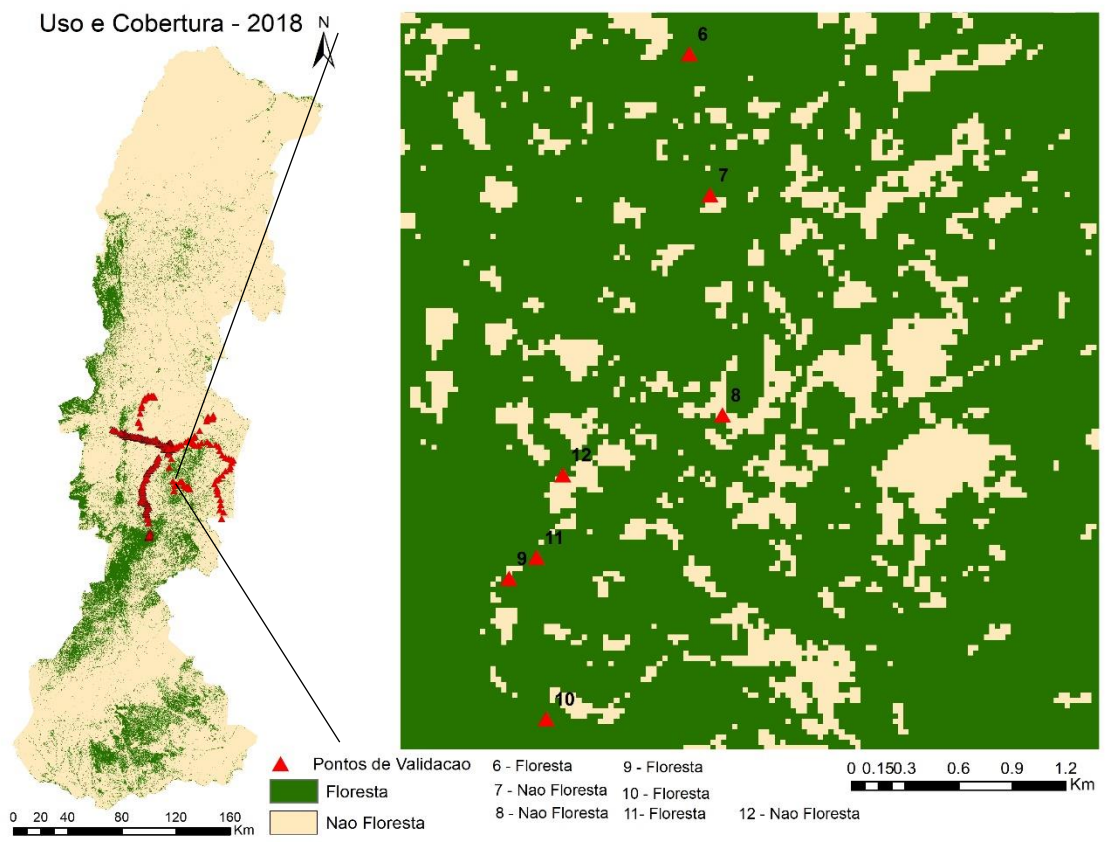 Uso e Cobertura - 2018
N
6
7
8
12
11
9
10
Pontos de Validacao
Floresta
Nao Floresta
6 - Floresta
9 - Floresta
7 - Nao Floresta
10 - Floresta
8 - Nao Floresta
11- Floresta
12 - Nao Floresta
0 0.150.3 0.6 0.9 1.2
Km
0 20 40 80 120 160
Km